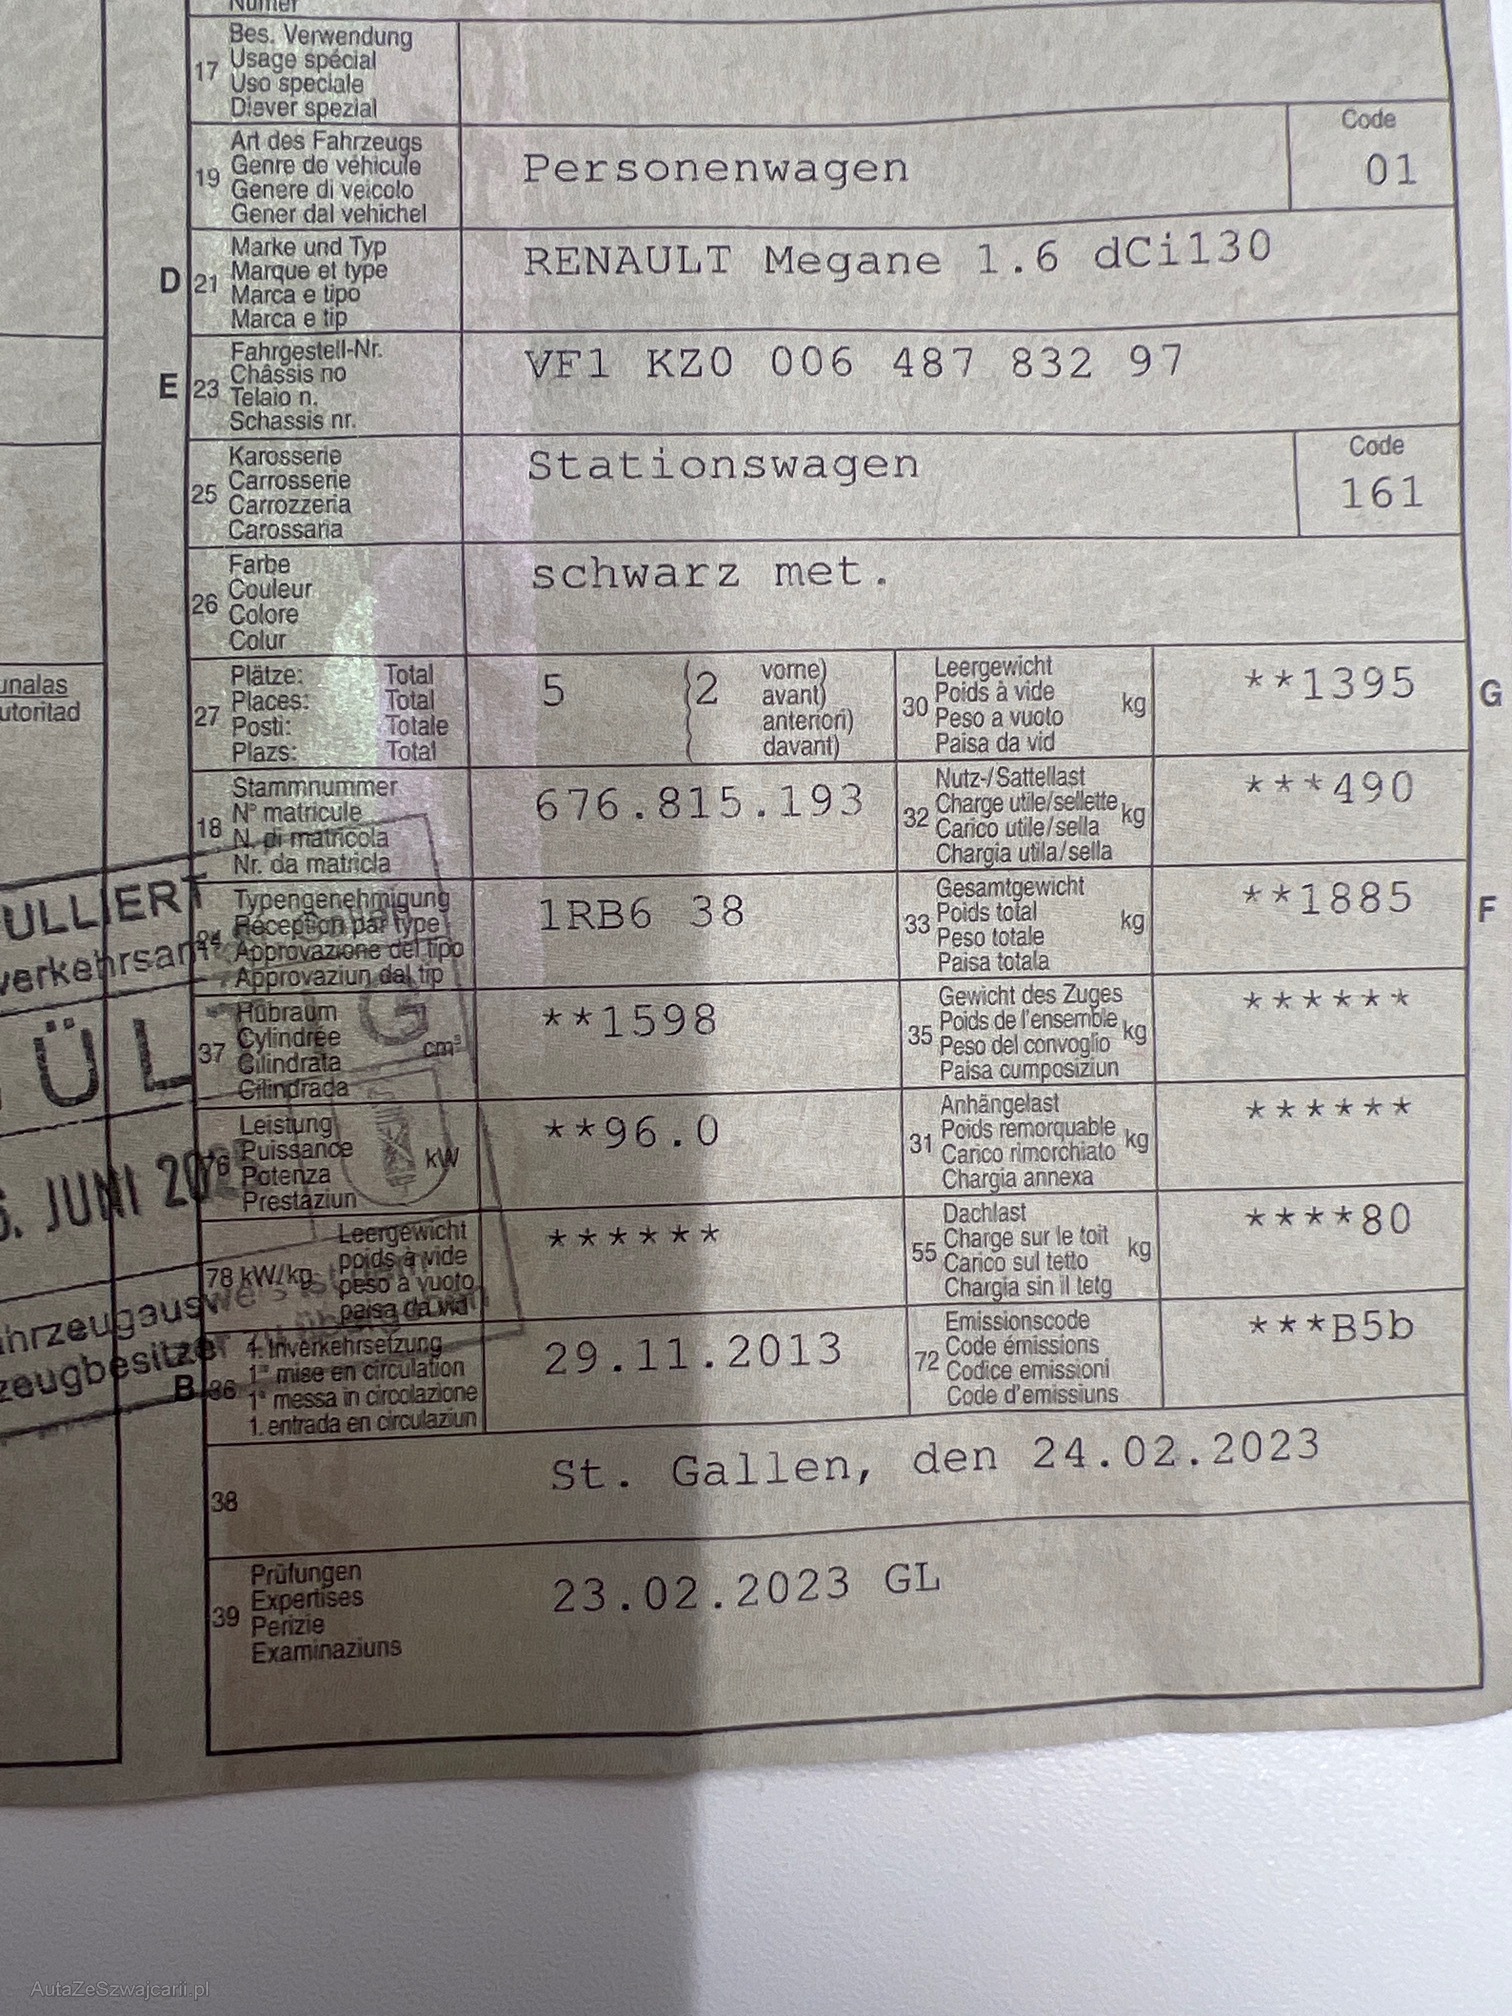 Numer
17 Bes. Verwendung
Usage spécial
Uso speciale
Diever spezial
19 Art des Fahrzeugs
Genre de véhicule
Genere di veicolo
Gener dal vehichel
Personenwagen
Code
01
D 21 Marke und Typ
Marque et type
Marca e tipo
Marca e tip
RENAULT Megane 1.6 dCi130
E 23 Fahrgestell-Nr.
Châssis no
Telaio n.
Schassis nr.
VF1 KZ0 006 487 832 97
25 Karosserie
Carrosserie
Carrozzeria
Carossaria
Stationswagen
Code
161
26 Farbe
Couleur
Colore
Colur
schwarz met.
27 Plätze: Total
Places: Total
Posti: Totale
Plazs: Total
5 (2 vorne)
avant)
anteriori)
davant)
30 Leergewicht
Poids à vide
Peso a vuoto
Paisa da vid
kg
**1395
G
18 Stammnummer
N° matricule
N. di matricola
Nr. da matricla
676.815.193
32 Nutz-/Sattellast
Charge utile/sellette
Carico utile/sella
Chargia utila/sella
kg
***490
24 Typengenehmigung
Réception par type
Approvazione del tipo
Approvaziun dal tip
1RB6 38
33 Gesamtgewicht
Poids total
Peso totale
Paisa totala
kg
**1885
F
37 Hubraum
Cylindrée
Cilindrata
Cilindrada
cm³
**1598
35 Gewicht des Zuges
Poids de l'ensemble
Peso del convoglio
Paisa cumposiziun
kg
******
76 Leistung
Puissance
Potenza
Prestaziun
kW
**96.0
31 Anhängelast
Poids remorquable
Carico rimorchiato
Chargia annexa
kg
******
78 kW/kg Leergewicht
poids à vide
peso a vuoto
paisa da vid
******
55 Dachlast
Charge sur le toit
Carico sul tetto
Chargia sin il tetg
kg
****80
B 36 1. Inverkehrsetzung
1re mise en circulation
1a messa in circolazione
1. entrada en circulaziun
29.11.2013
72 Emissionscode
Code émissions
Codice emissioni
Code d'emissiuns
***B5b
38 St. Gallen, den 24.02.2023
39 Prüfungen
Expertises
Perizie
Examinaziuns
23.02.2023 GL
unalas
utoritad
ULLIERT
verkehrsamt
ÜLTIG
. JUNI 20
hrzeugausweis ist dem
zeugbesitzer zu übergeben
AutaZeSzwajcarii.pl